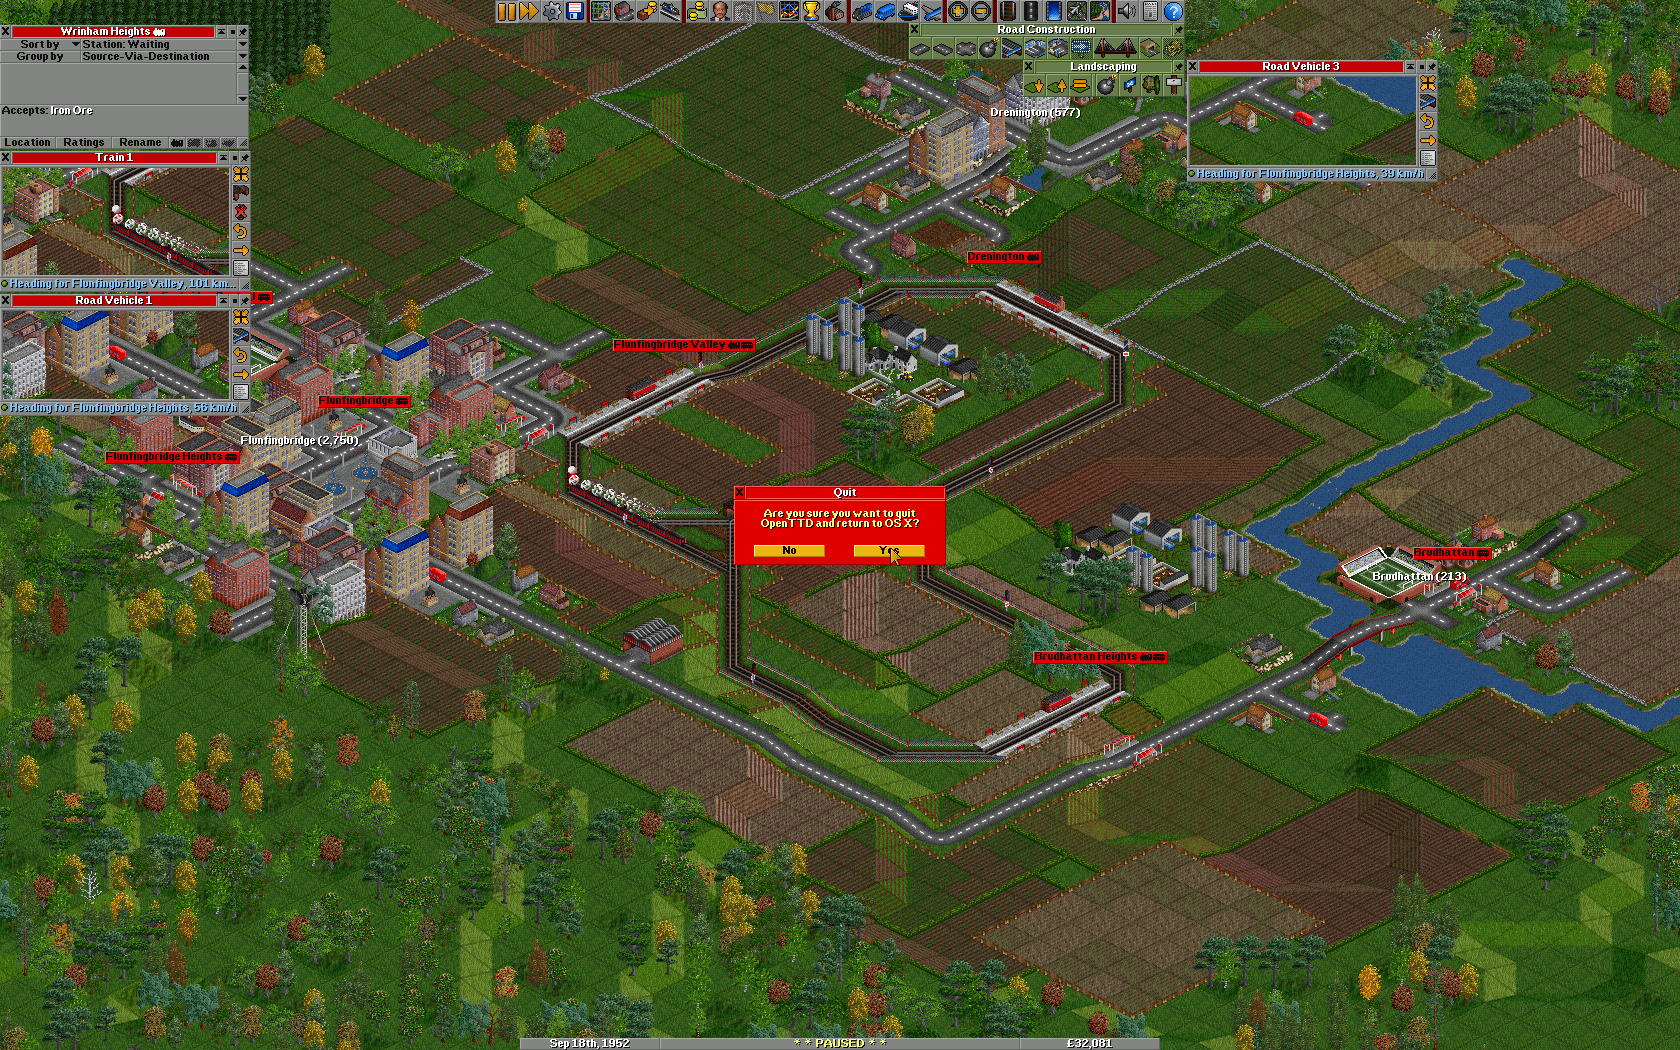 Wrinham Heights
Sort by
Station: Waiting
Group by
Source-Via-Destination
Accepts: Iron Ore
Location
Ratings
Rename
Train 1
Heading for Flunfingbridge Valley, 101 km...
Road Vehicle 1
Heading for Flunfingbridge Heights, 56 km/h
Road Construction
Landscaping
Road Vehicle 3
Heading for Flunfingbridge Heights, 39 km/h
Drenington (577)
Drenington
Flunfingbridge Valley
Flunfingbridge
Flunfingbridge (2,750)
Flunfingbridge Heights
Quit
Are you sure you want to quit
OpenTTD and return to OS X?
No
Yes
Brudhattan
Brudhattan (213)
Brudhattan Heights
Sep 18th, 1952
* * PAUSED * *
£32,081